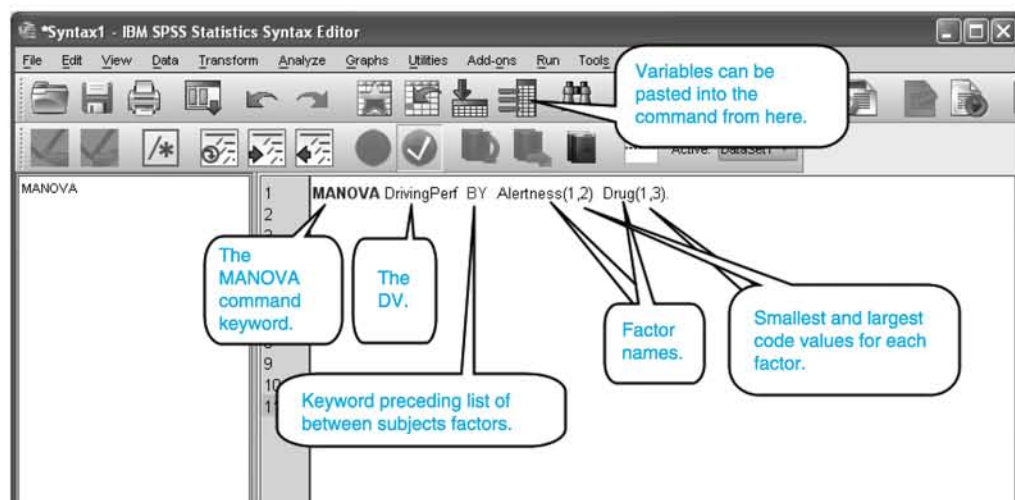 *Syntax1 - IBM SPSS Statistics Syntax Editor
File Edit View Data Transform Analyze Graphs Utilities Add-ons Run Tools
Variables can be
pasted into the
command from here.
Active: DataSet1
MANOVA
1 MANOVA DrivingPerf BY Alertness(1,2) Drug(1,3).
2
The
MANOVA
command
keyword.
The
DV.
Factor
names.
Smallest and largest
code values for each
factor.
9
10
Keyword preceding list of
between subjects factors.